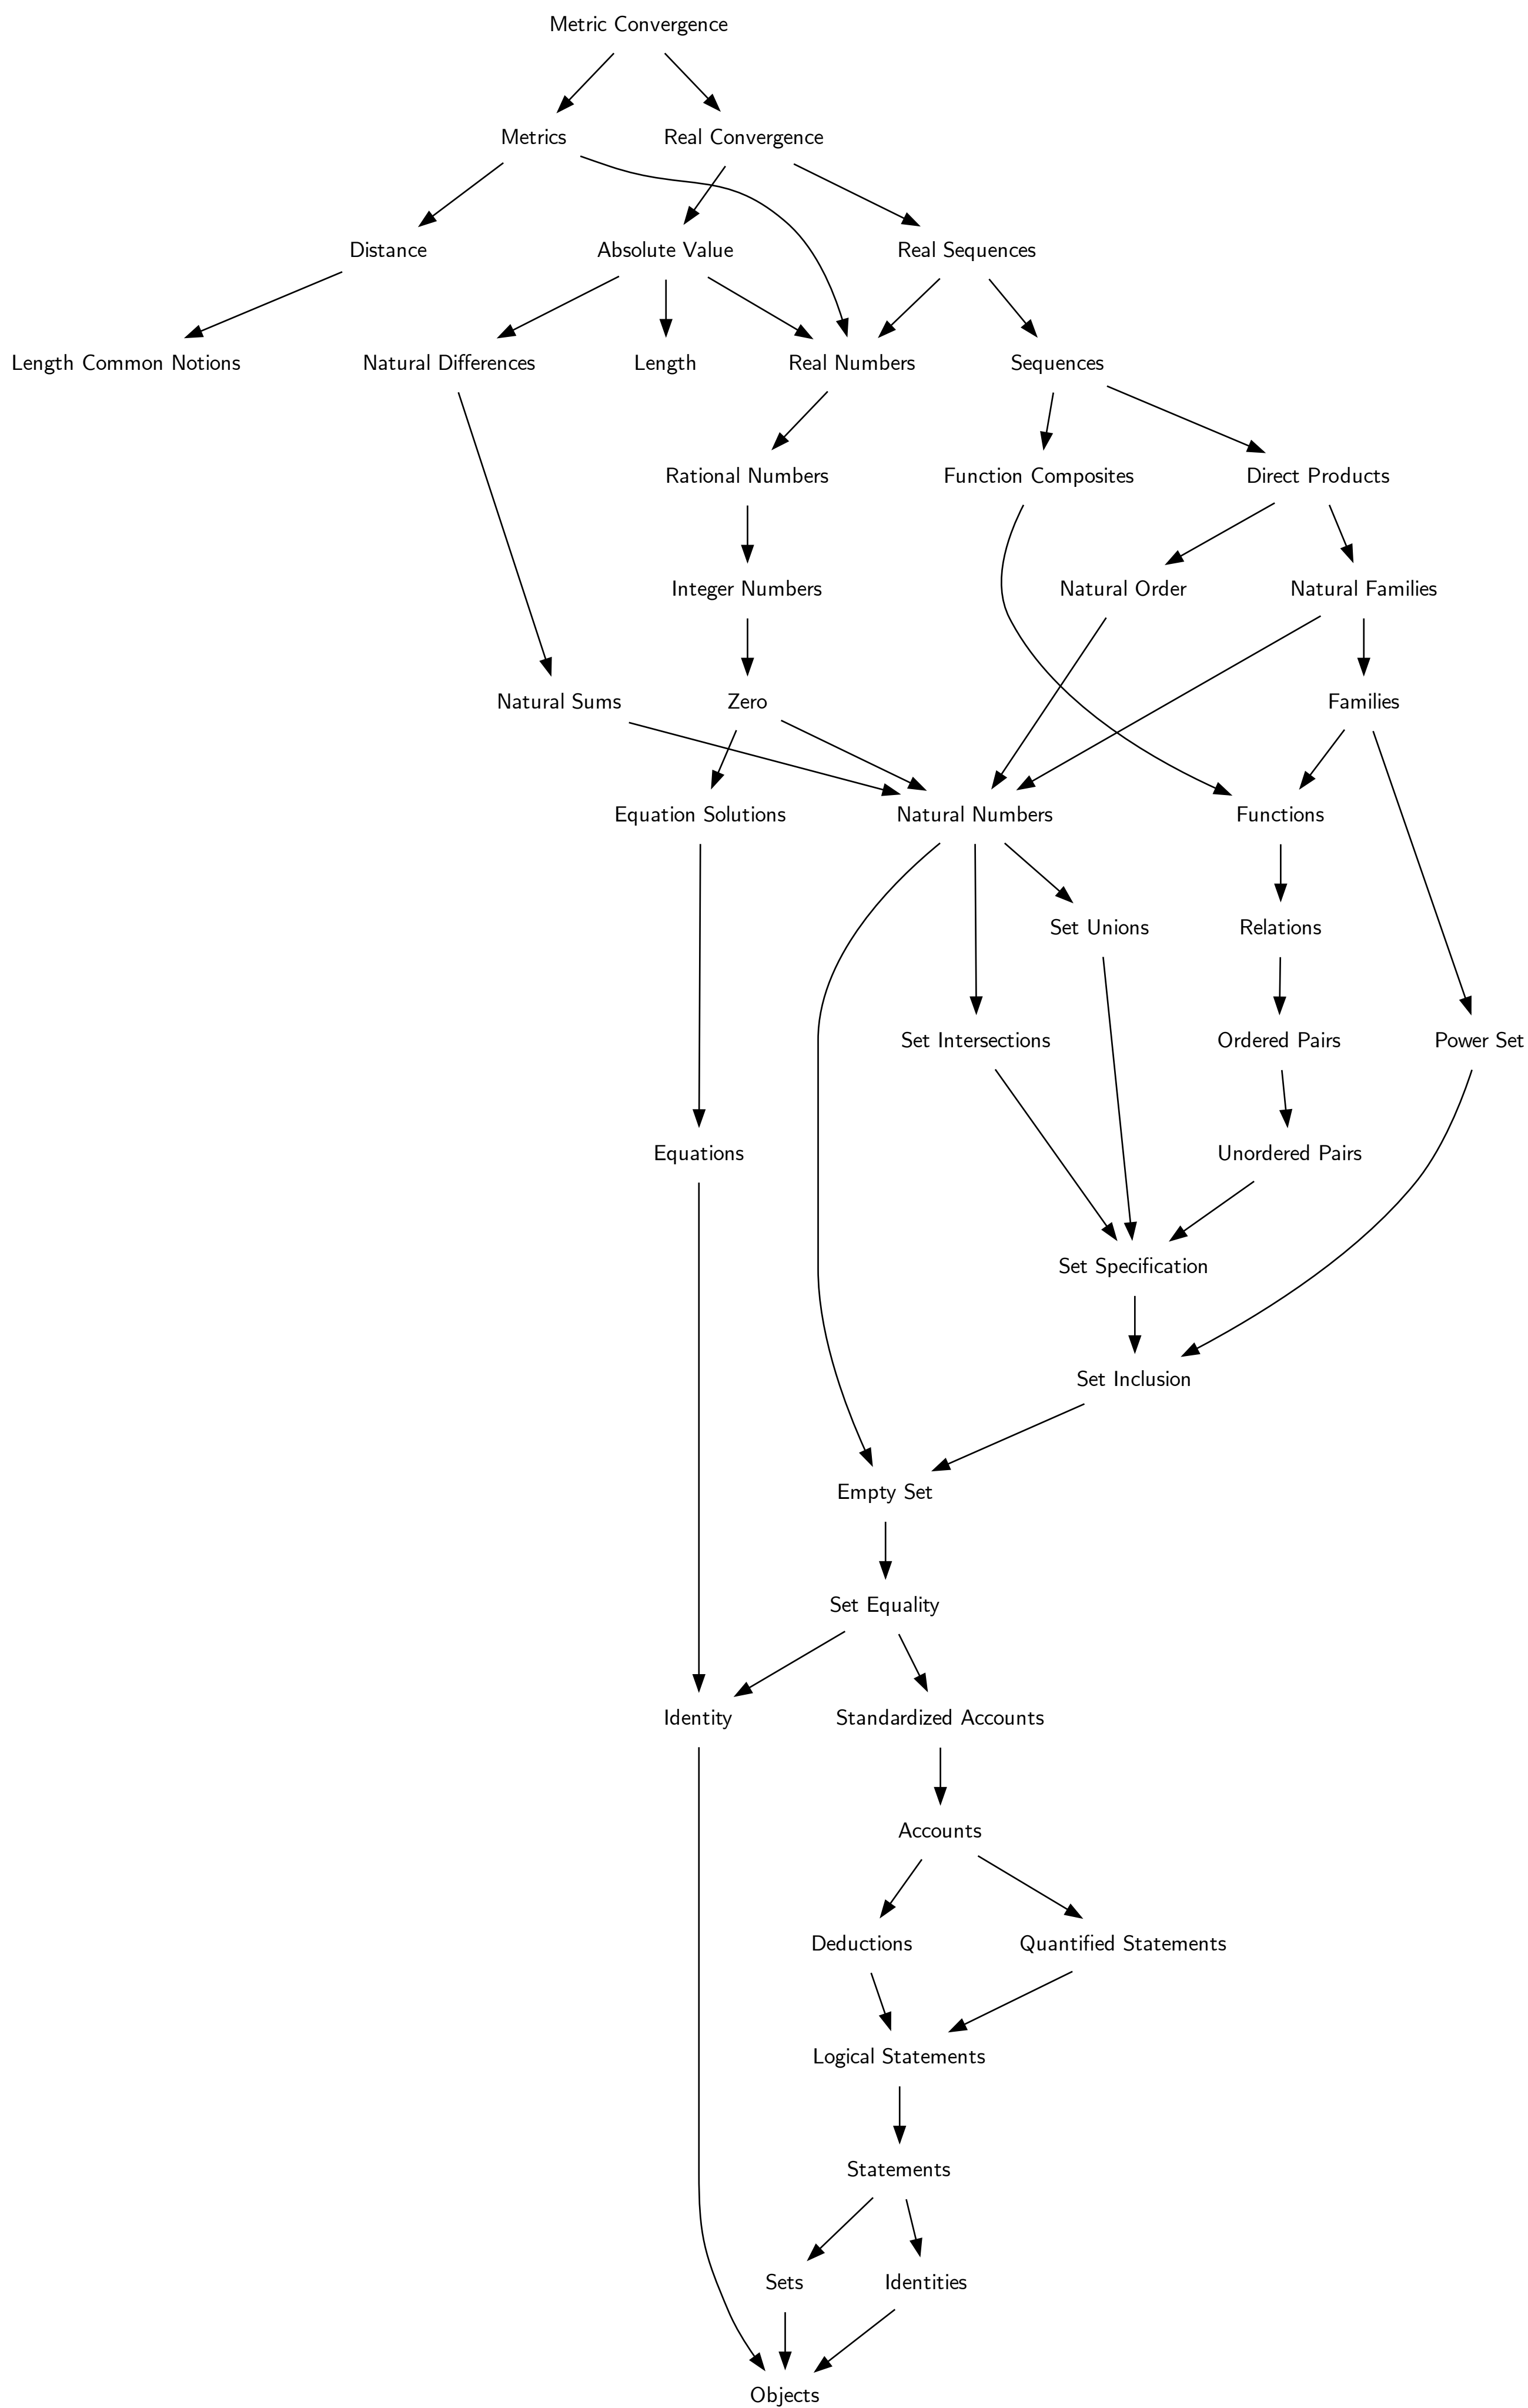 Metric Convergence
Metrics
Real Convergence
Distance
Absolute Value
Real Sequences
Length Common Notions
Natural Differences
Length
Real Numbers
Sequences
Rational Numbers
Function Composites
Direct Products
Integer Numbers
Natural Order
Natural Families
Natural Sums
Zero
Families
Equation Solutions
Natural Numbers
Functions
Set Unions
Relations
Set Intersections
Ordered Pairs
Power Set
Equations
Unordered Pairs
Set Specification
Set Inclusion
Empty Set
Set Equality
Identity
Standardized Accounts
Accounts
Deductions
Quantified Statements
Logical Statements
Statements
Sets
Identities
Objects